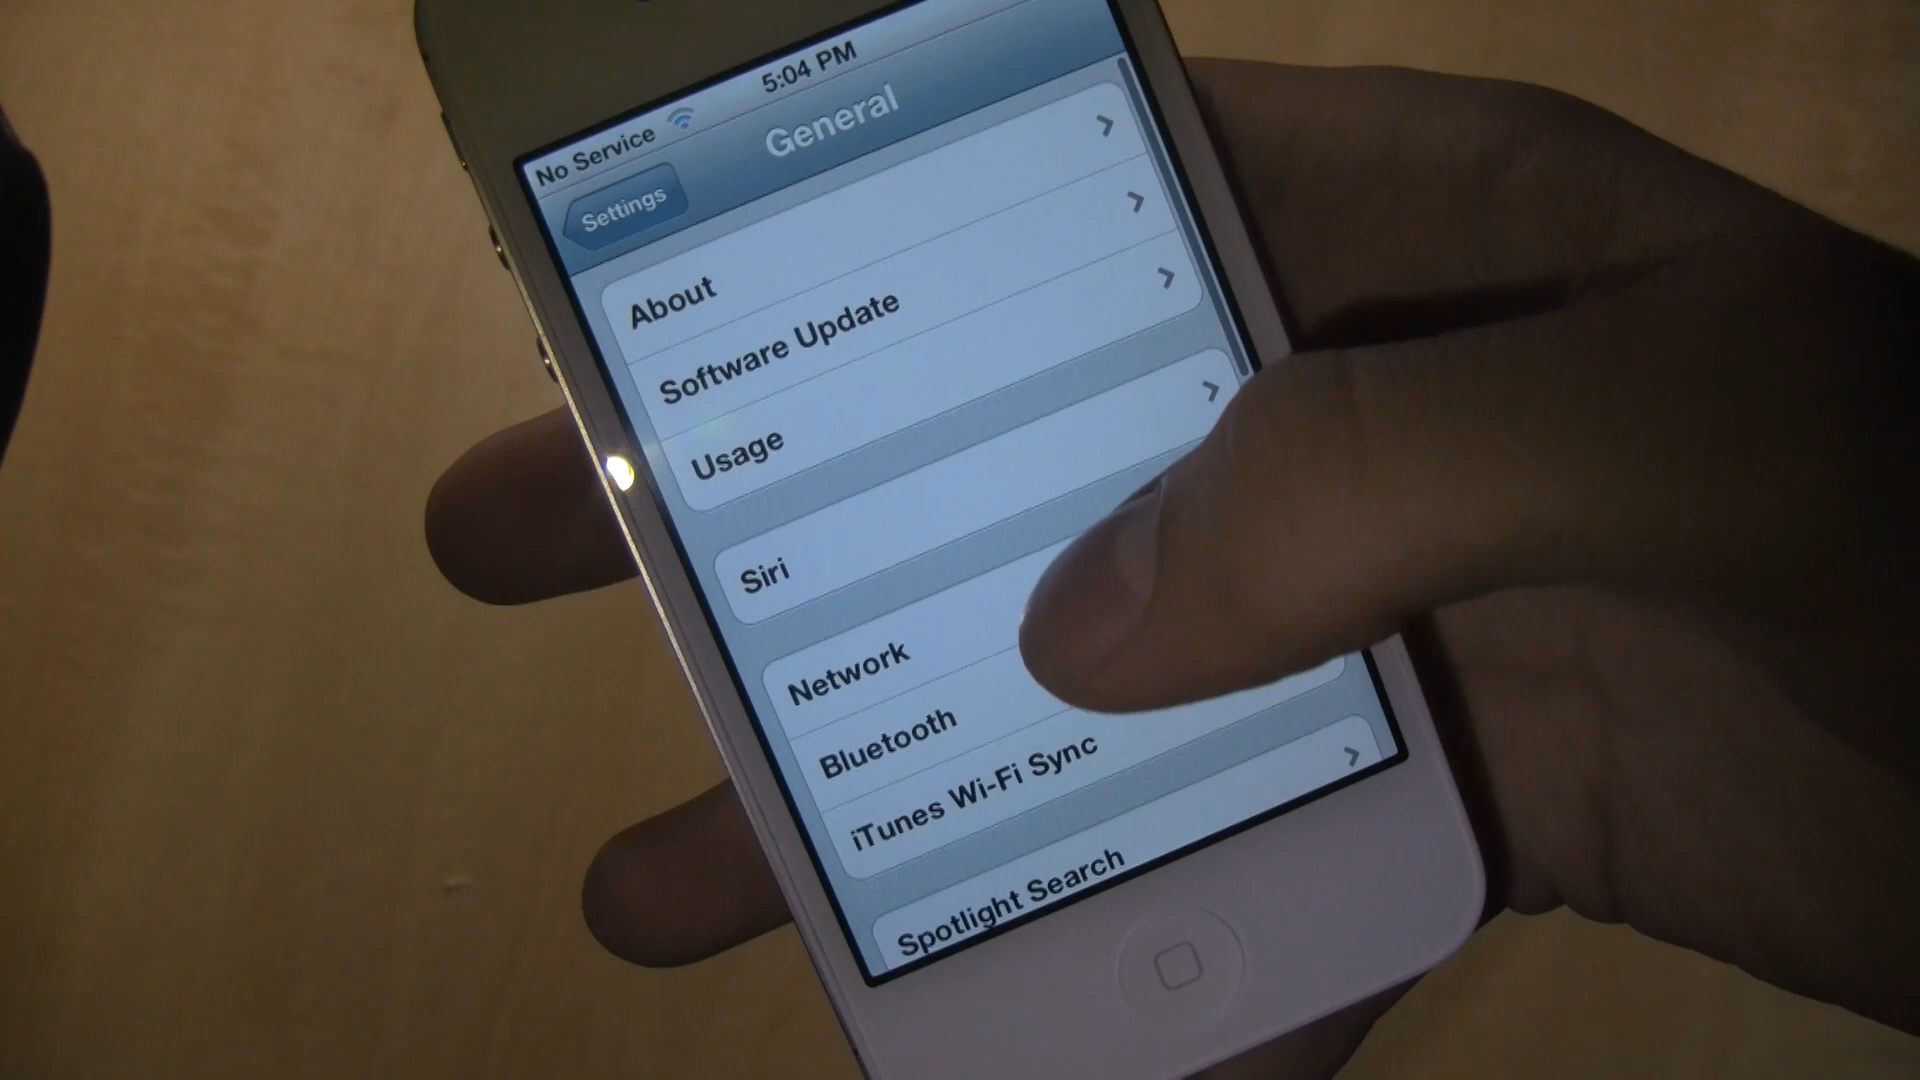 No Service 5:04 PM
Settings General
About
Software Update
Usage
Siri
Network
Bluetooth
iTunes Wi-Fi Sync
Spotlight Search